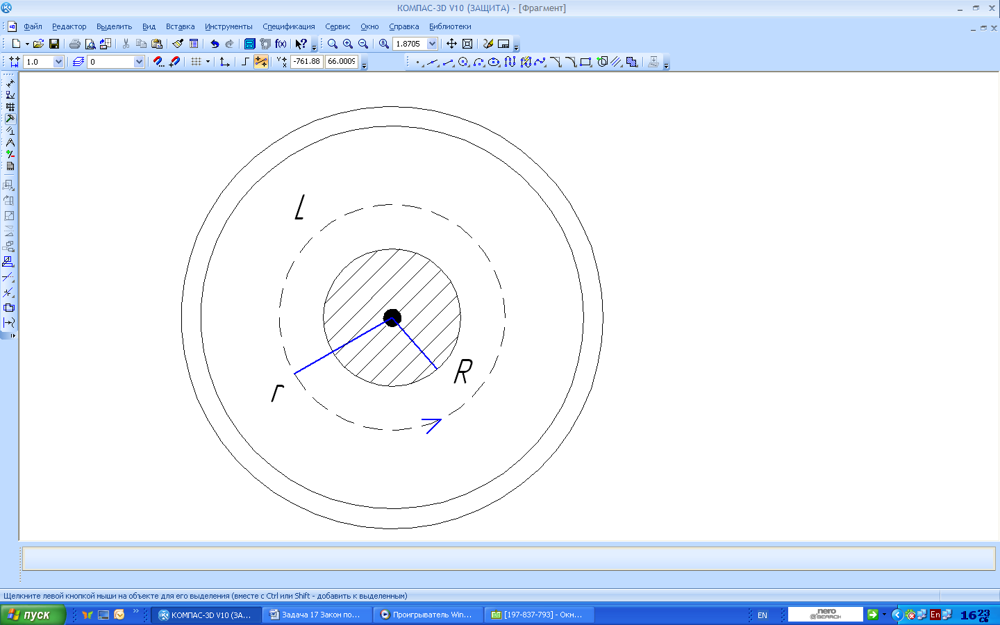 КОМПАС-3D V10 (ЗАЩИТА) - [Фрагмент]
Файл Редактор Выделить Вид Вставка Инструменты Спецификация Сервис Окно Справка Библиотеки
f(x) 1.8705
1.0 0 -761.88 66.0009
L
R
r
Щелкните левой кнопкой мыши на объекте для его выделения (вместе с Ctrl или Shift - добавить к выделенным)
пуск КОМПАС-3D V10 (ЗА... Задача 17 Закон по... Проигрыватель Win... [197-837-793] - Окн... EN nero SEARCH En 16 23 Сб